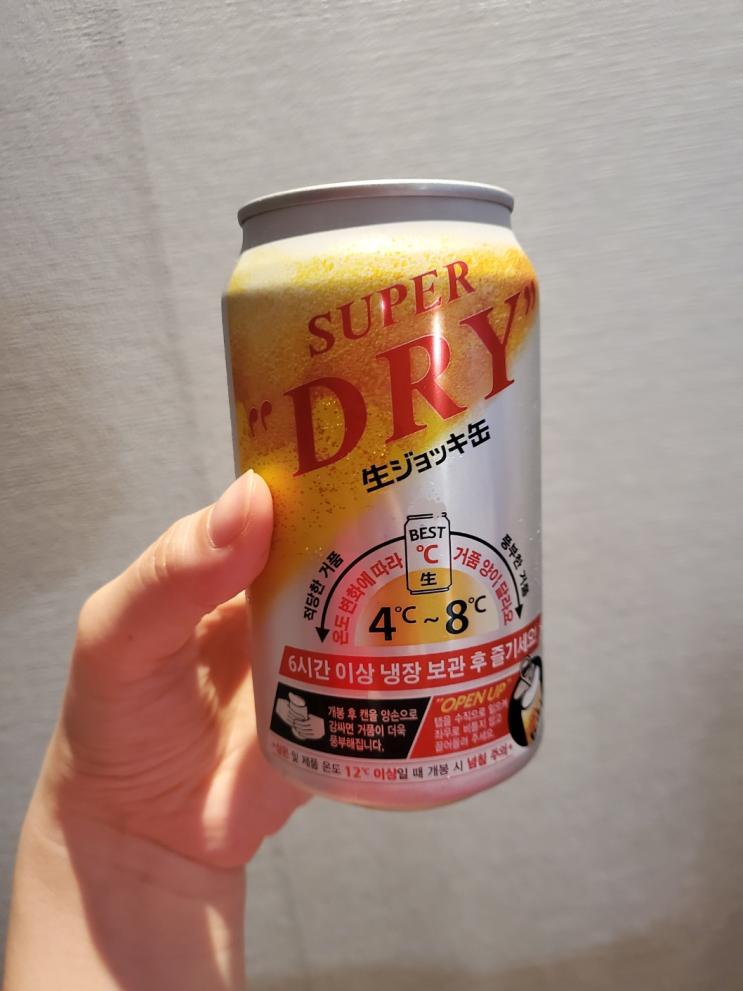 SUPER
"DRY"
生ジョッキ缶
BEST
℃
生
적당한 거품
온도 변화에 따라
거품 양이 달라요
풍부한 거품
4℃~8℃
6시간 이상 냉장 보관 후 즐기세요!
개봉 후 캔을 양손으로
감싸면 거품이 더욱
풍부해집니다.
"OPEN UP"
탭을 수직으로 일으켜
좌우로 비틀지 않고
끌어올려 주세요.
*상온 및 제품 온도 12℃ 이상일 때 개봉 시 넘침 주의*